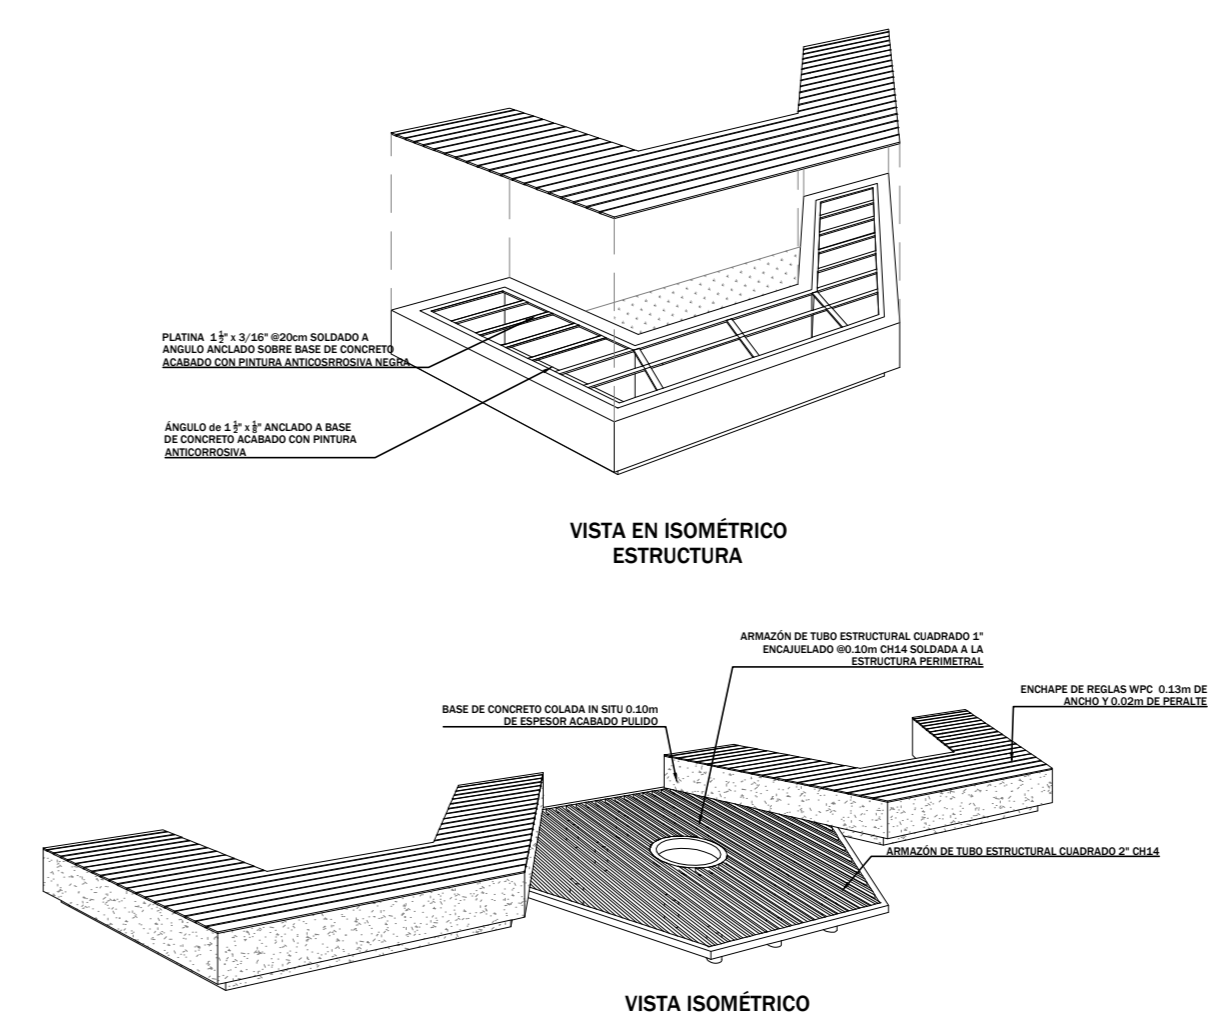 PLATINA 1 1/2" x 3/16" @20cm SOLDADO A
ANGULO ANCLADO SOBRE BASE DE CONCRETO
ACABADO CON PINTURA ANTICOSRROSIVA NEGRA
ÁNGULO de 1 1/2" x 1/8" ANCLADO A BASE
DE CONCRETO ACABADO CON PINTURA
ANTICORROSIVA
VISTA EN ISOMÉTRICO
ESTRUCTURA
ARMAZÓN DE TUBO ESTRUCTURAL CUADRADO 1"
ENCAJUELADO @0.10m CH14 SOLDADA A LA
ESTRUCTURA PERIMETRAL
ENCHAPE DE REGLAS WPC 0.13m DE
ANCHO Y 0.02m DE PERALTE
BASE DE CONCRETO COLADA IN SITU 0.10m
DE ESPESOR ACABADO PULIDO
ARMAZÓN DE TUBO ESTRUCTURAL CUADRADO 2" CH14
VISTA ISOMÉTRICO